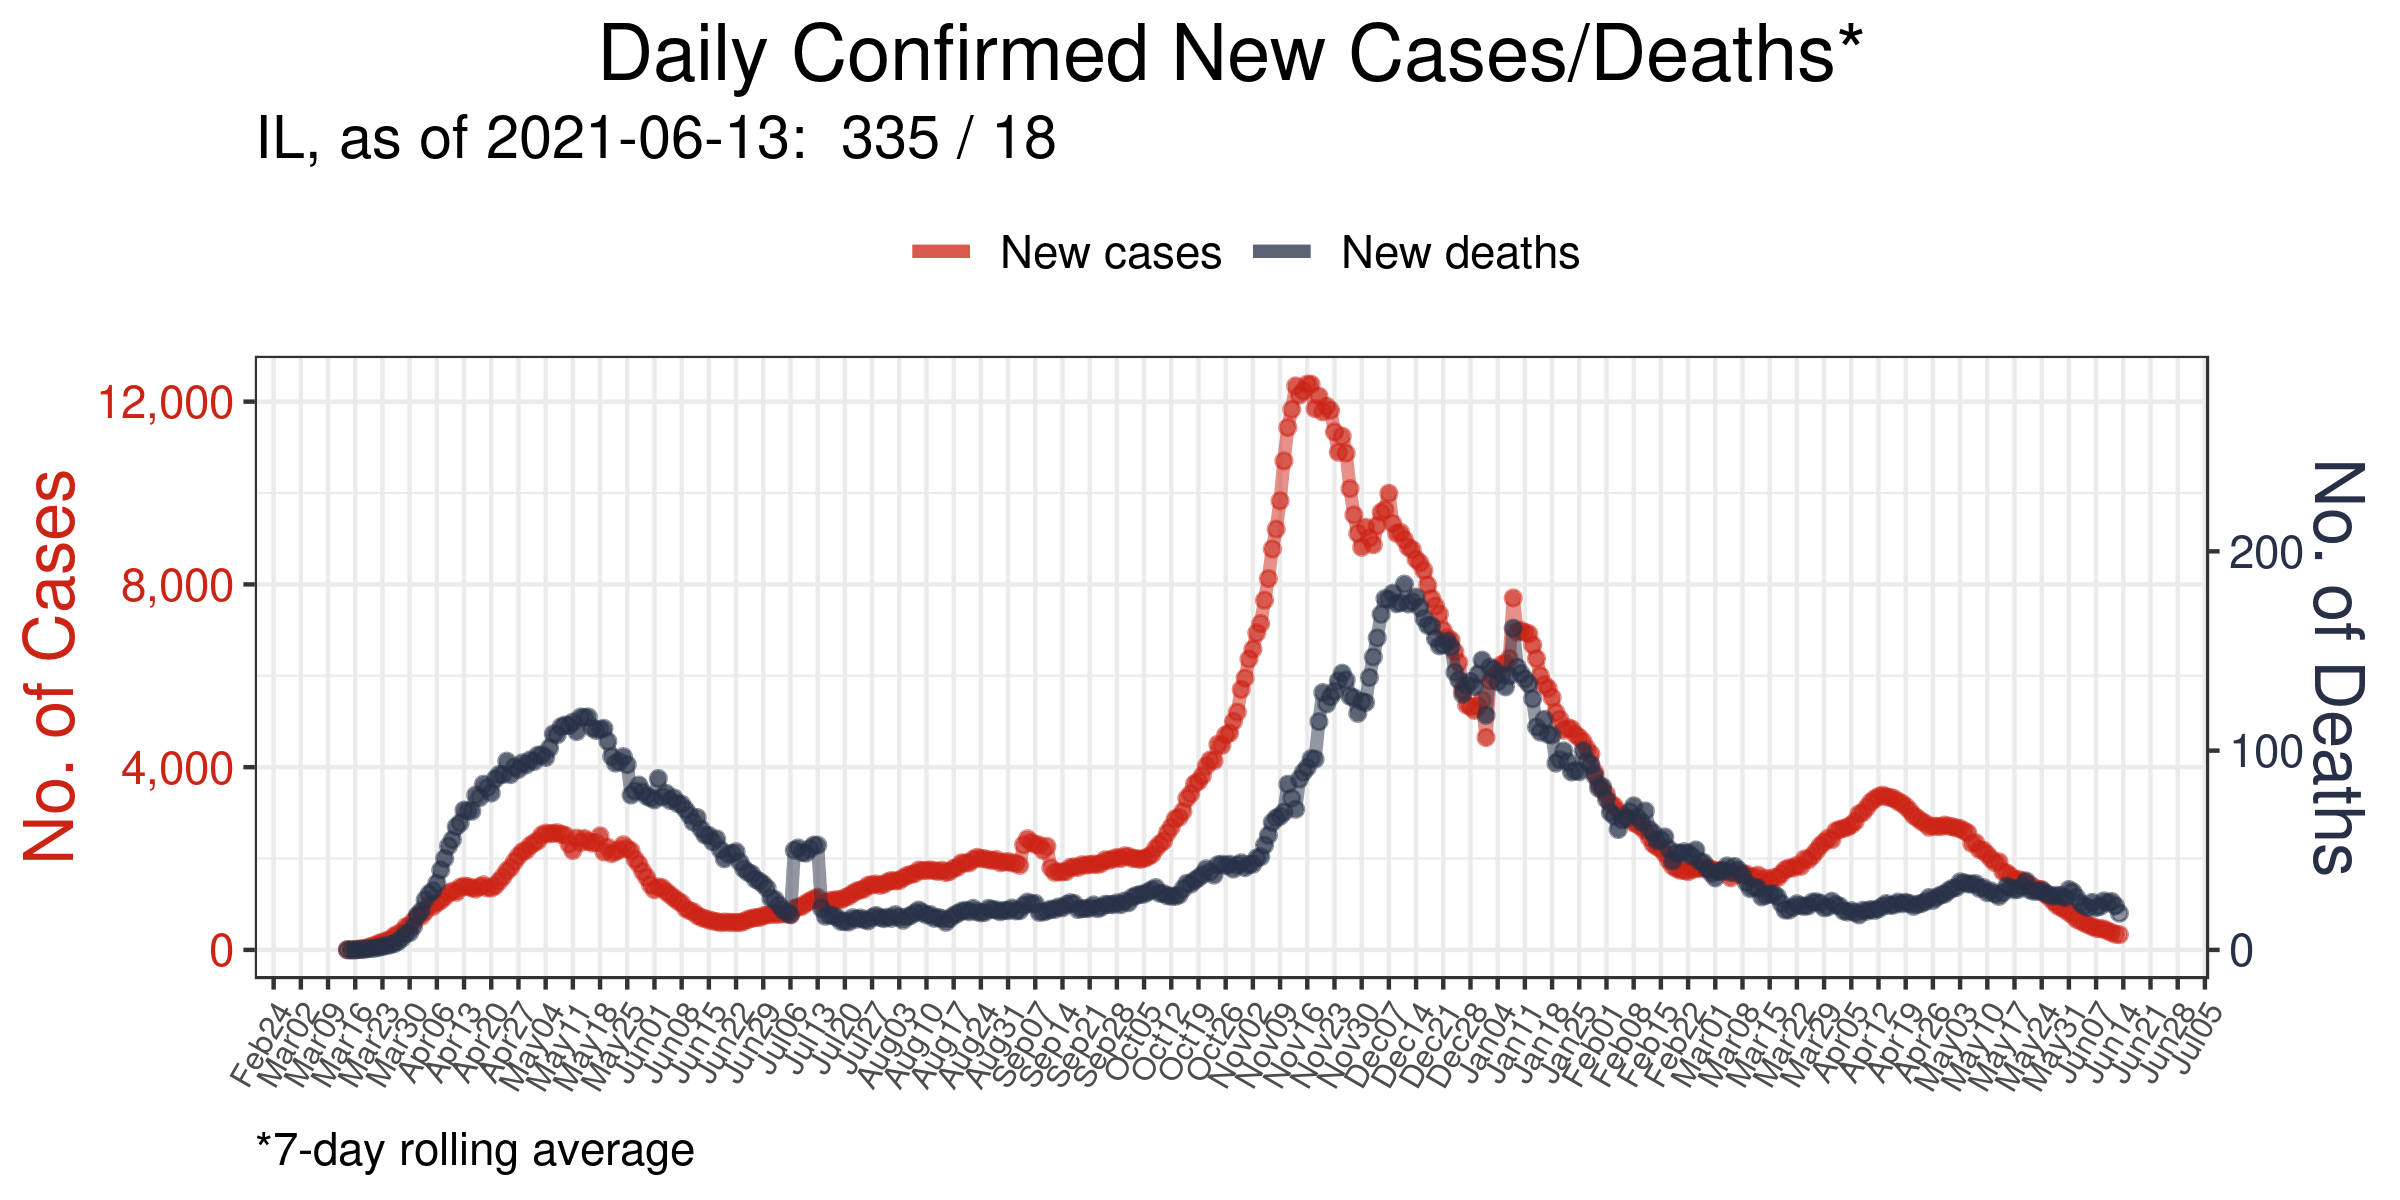 Daily Confirmed New Cases/Deaths*
IL, as of 2021-06-13:  335 / 18
New cases
New deaths
No. of Cases
12,000
8,000
4,000
0
No. of Deaths
200
100
0
Feb24
Mar02
Mar09
Mar16
Mar23
Mar30
Apr06
Apr13
Apr20
Apr27
May04
May11
May18
May25
Jun01
Jun08
Jun15
Jun22
Jun29
Jul06
Jul13
Jul20
Jul27
Aug03
Aug10
Aug17
Aug24
Aug31
Sep07
Sep14
Sep21
Sep28
Oct05
Oct12
Oct19
Oct26
Nov02
Nov09
Nov16
Nov23
Nov30
Dec07
Dec14
Dec21
Dec28
Jan04
Jan11
Jan18
Jan25
Feb01
Feb08
Feb15
Feb22
Mar01
Mar08
Mar15
Mar22
Mar29
Apr05
Apr12
Apr19
Apr26
May03
May10
May17
May24
May31
Jun07
Jun14
Jun21
Jun28
Jul05
*7-day rolling average